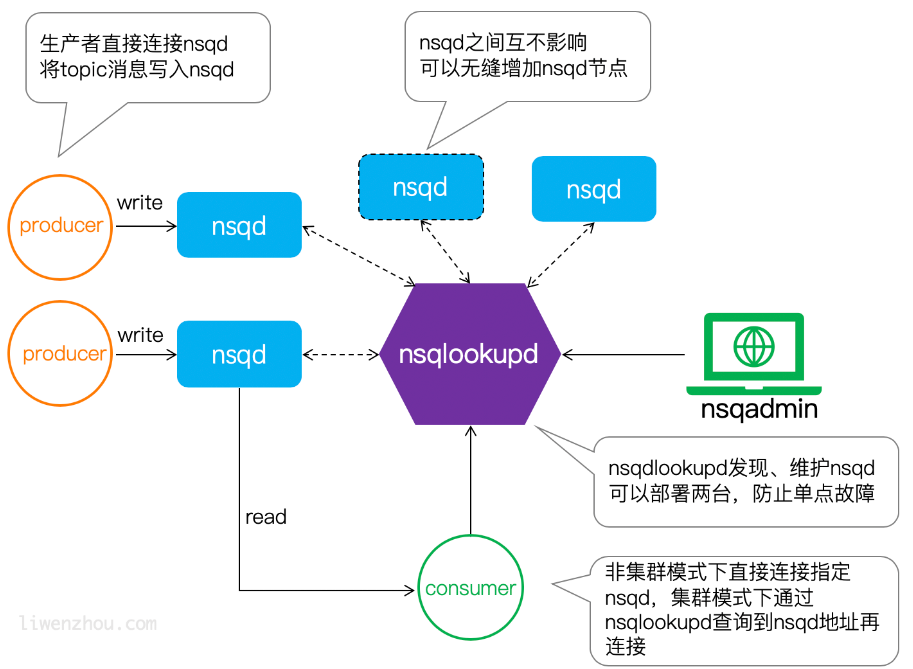 生产者直接连接nsqd
将topic消息写入nsqd
nsqd之间互不影响
可以无缝增加nsqd节点
nsqd
nsqd
producer
write
nsqd
producer
write
nsqd
nsqlookupd
nsqadmin
nsqdlookupd发现、维护nsqd
可以部署两台，防止单点故障
read
consumer
非集群模式下直接连接指定
nsqd，集群模式下通过
nsqlookupd查询到nsqd地址再
连接
liwenzhou.com